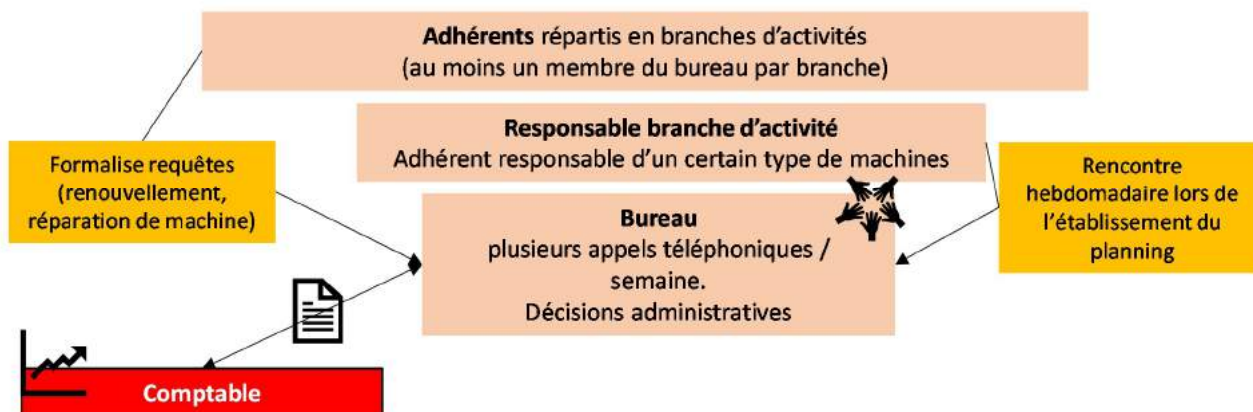 Adhérents répartis en branches d'activités
(au moins un membre du bureau par branche)
Responsable branche d'activité
Adhérent responsable d'un certain type de machines
Formalise requêtes
(renouvellement,
réparation de machine)
Rencontre
hebdomadaire lors de
l'établissement du
planning
Bureau
plusieurs appels téléphoniques /
semaine.
Décisions administratives
Comptable